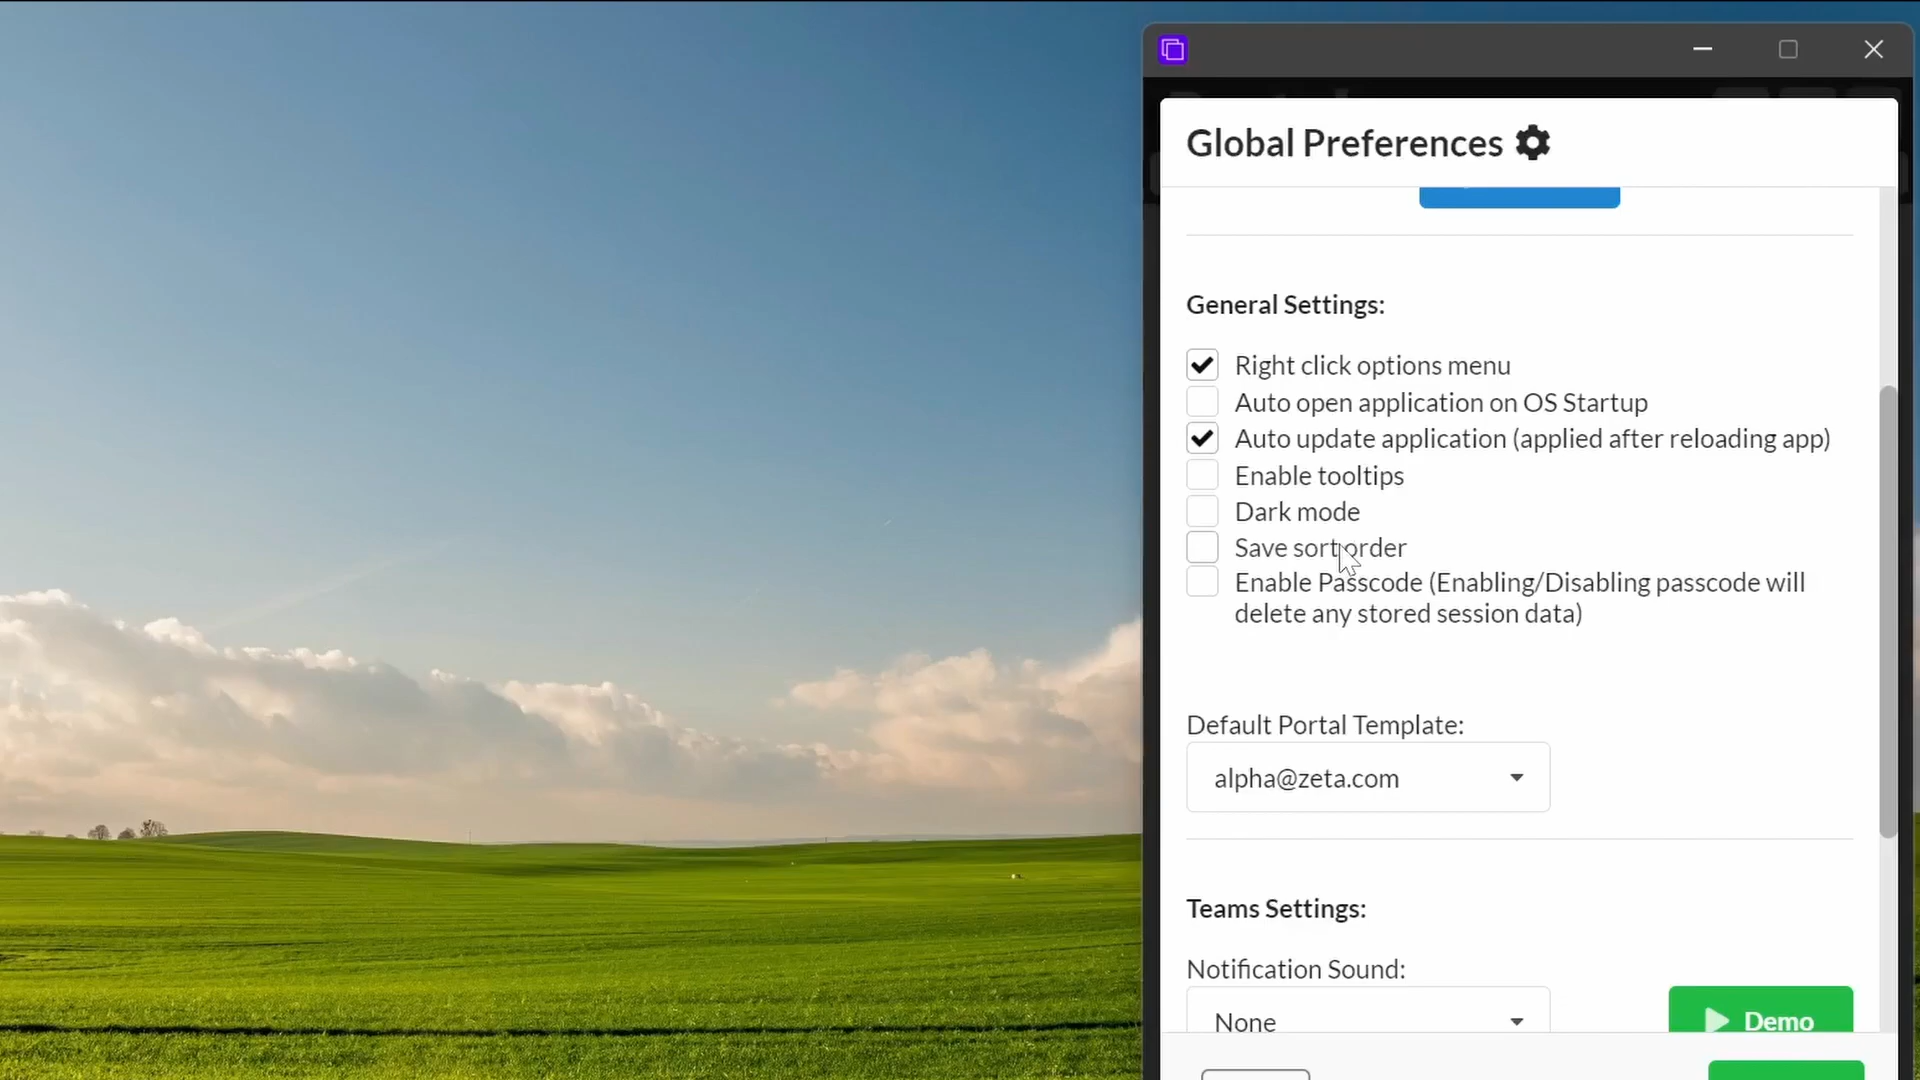 Global Preferences
General Settings:
Right click options menu
Auto open application on OS Startup
Auto update application (applied after reloading app)
Enable tooltips
Dark mode
Save sort order
Enable Passcode (Enabling/Disabling passcode will
delete any stored session data)
Default Portal Template:
alpha@zeta.com
Teams Settings:
Notification Sound:
None
Demo